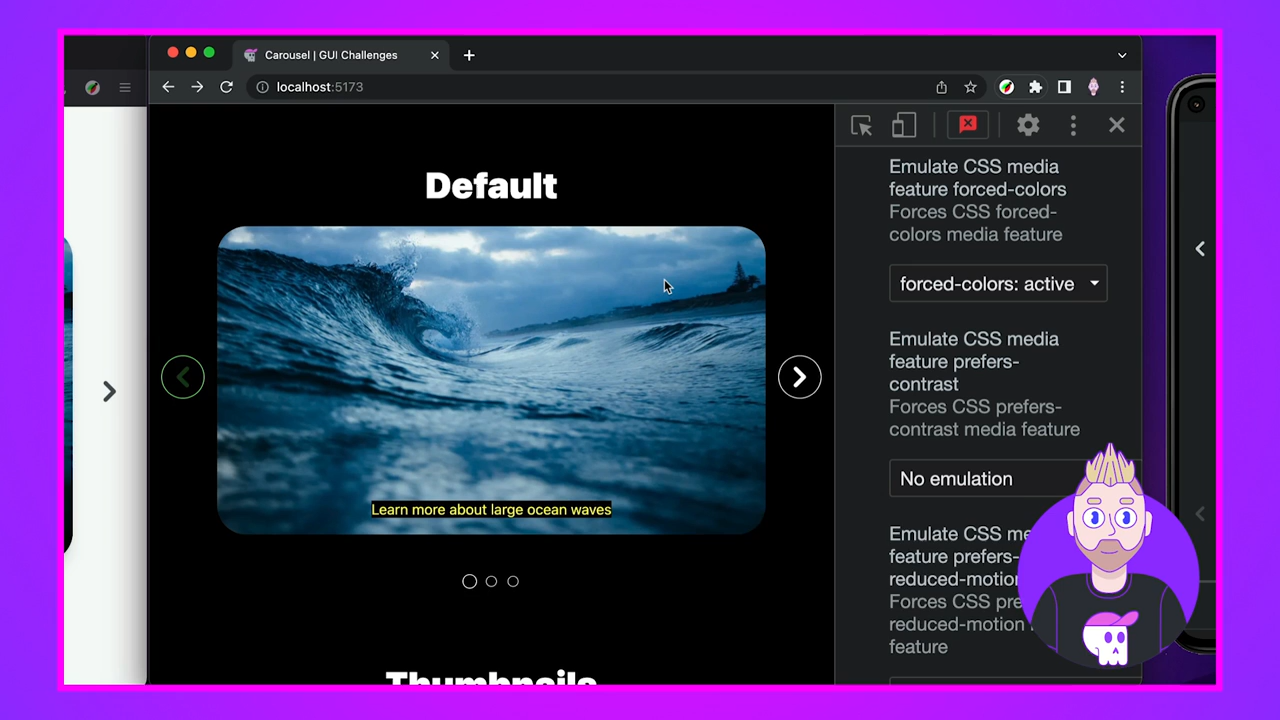 Carousel | GUI Challenges
localhost:5173
Default
Learn more about large ocean waves
Emulate CSS media
feature forced-colors
Forces CSS forced-
colors media feature
forced-colors: active
Emulate CSS media
feature prefers-
contrast
Forces CSS prefers-
contrast media feature
No emulation
Emulate CSS me
feature prefers-
reduced-motion
Forces CSS pre
reduced-motion
feature
Thumbnails